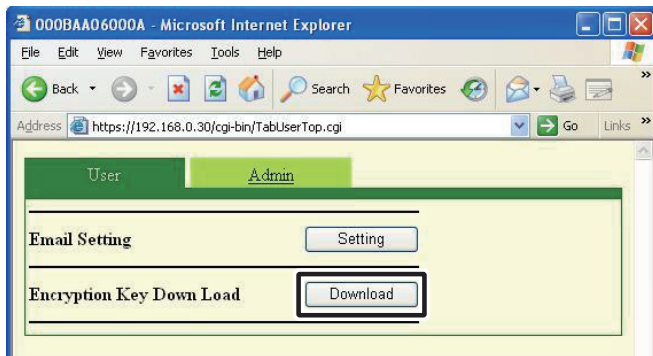 000BAA06000A - Microsoft Internet Explorer
File Edit View Favorites Tools Help
Back Search Favorites »
Address https://192.168.0.30/cgi-bin/TabUserTop.cgi Go Links »
User Admin
Email Setting Setting
Encryption Key Down Load Download